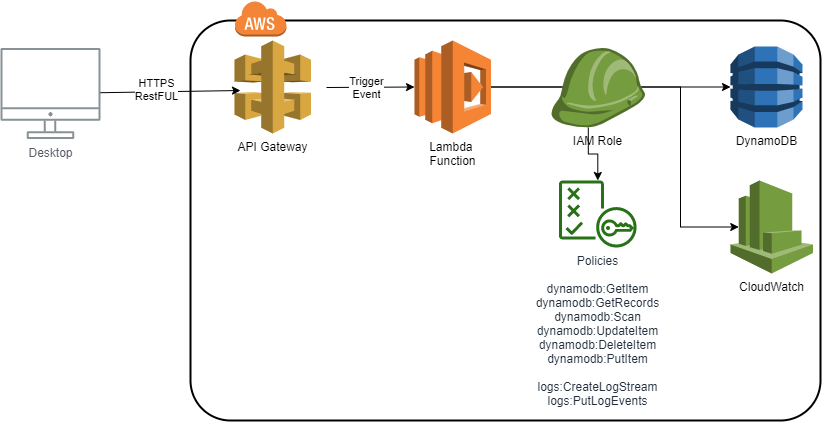 AWS
HTTPS
RestFUL
Trigger
Event
Desktop
API Gateway
Lambda
Function
IAM Role
DynamoDB
Policies
CloudWatch
dynamodb:GetItem
dynamodb:GetRecords
dynamodb:Scan
dynamodb:UpdateItem
dynamodb:DeleteItem
dynamodb:PutItem
logs:CreateLogStream
logs:PutLogEvents